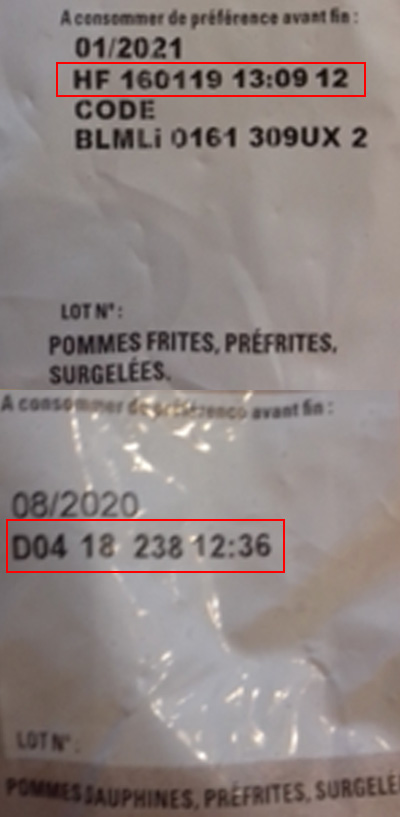 A consommer de préférence avant fin :
01/2021
HF 160119 13:09 12
CODE
BLMLi 0161 309UX 2
LOT N° :
POMMES FRITES, PRÉFRITES,
SURGELÉES.
A consommer de préférence avant fin :
08/2020
D04 18 238 12:36
LOT N° :
POMMES DAUPHINES, PRÉFRITES, SURGELÉ